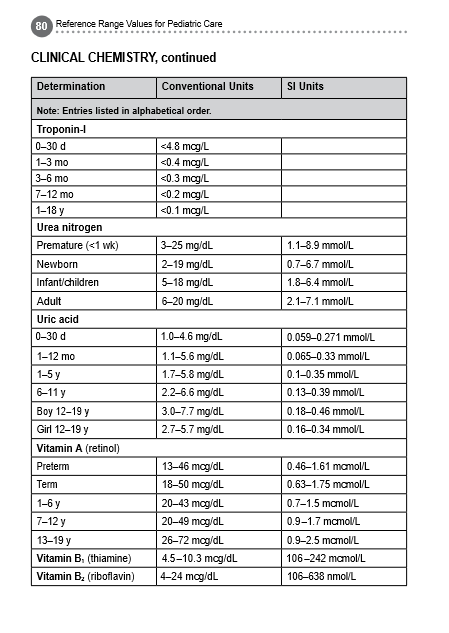 80 Reference Range Values for Pediatric Care
CLINICAL CHEMISTRY, continued
Determination Conventional Units SI Units
Note: Entries listed in alphabetical order.
Troponin-I
0–30 d <4.8 mcg/L
1–3 mo <0.4 mcg/L
3–6 mo <0.3 mcg/L
7–12 mo <0.2 mcg/L
1–18 y <0.1 mcg/L
Urea nitrogen
Premature (<1 wk) 3–25 mg/dL 1.1–8.9 mmol/L
Newborn 2–19 mg/dL 0.7–6.7 mmol/L
Infant/children 5–18 mg/dL 1.8–6.4 mmol/L
Adult 6–20 mg/dL 2.1–7.1 mmol/L
Uric acid
0–30 d 1.0–4.6 mg/dL 0.059–0.271 mmol/L
1–12 mo 1.1–5.6 mg/dL 0.065–0.33 mmol/L
1–5 y 1.7–5.8 mg/dL 0.1–0.35 mmol/L
6–11 y 2.2–6.6 mg/dL 0.13–0.39 mmol/L
Boy 12–19 y 3.0–7.7 mg/dL 0.18–0.46 mmol/L
Girl 12–19 y 2.7–5.7 mg/dL 0.16–0.34 mmol/L
Vitamin A (retinol)
Preterm 13–46 mcg/dL 0.46–1.61 mcmol/L
Term 18–50 mcg/dL 0.63–1.75 mcmol/L
1–6 y 20–43 mcg/dL 0.7–1.5 mcmol/L
7–12 y 20–49 mcg/dL 0.9–1.7 mcmol/L
13–19 y 26–72 mcg/dL 0.9–2.5 mcmol/L
Vitamin B₁ (thiamine) 4.5–10.3 mcg/dL 106–242 mcmol/L
Vitamin B₂ (riboflavin) 4–24 mcg/dL 106–638 nmol/L